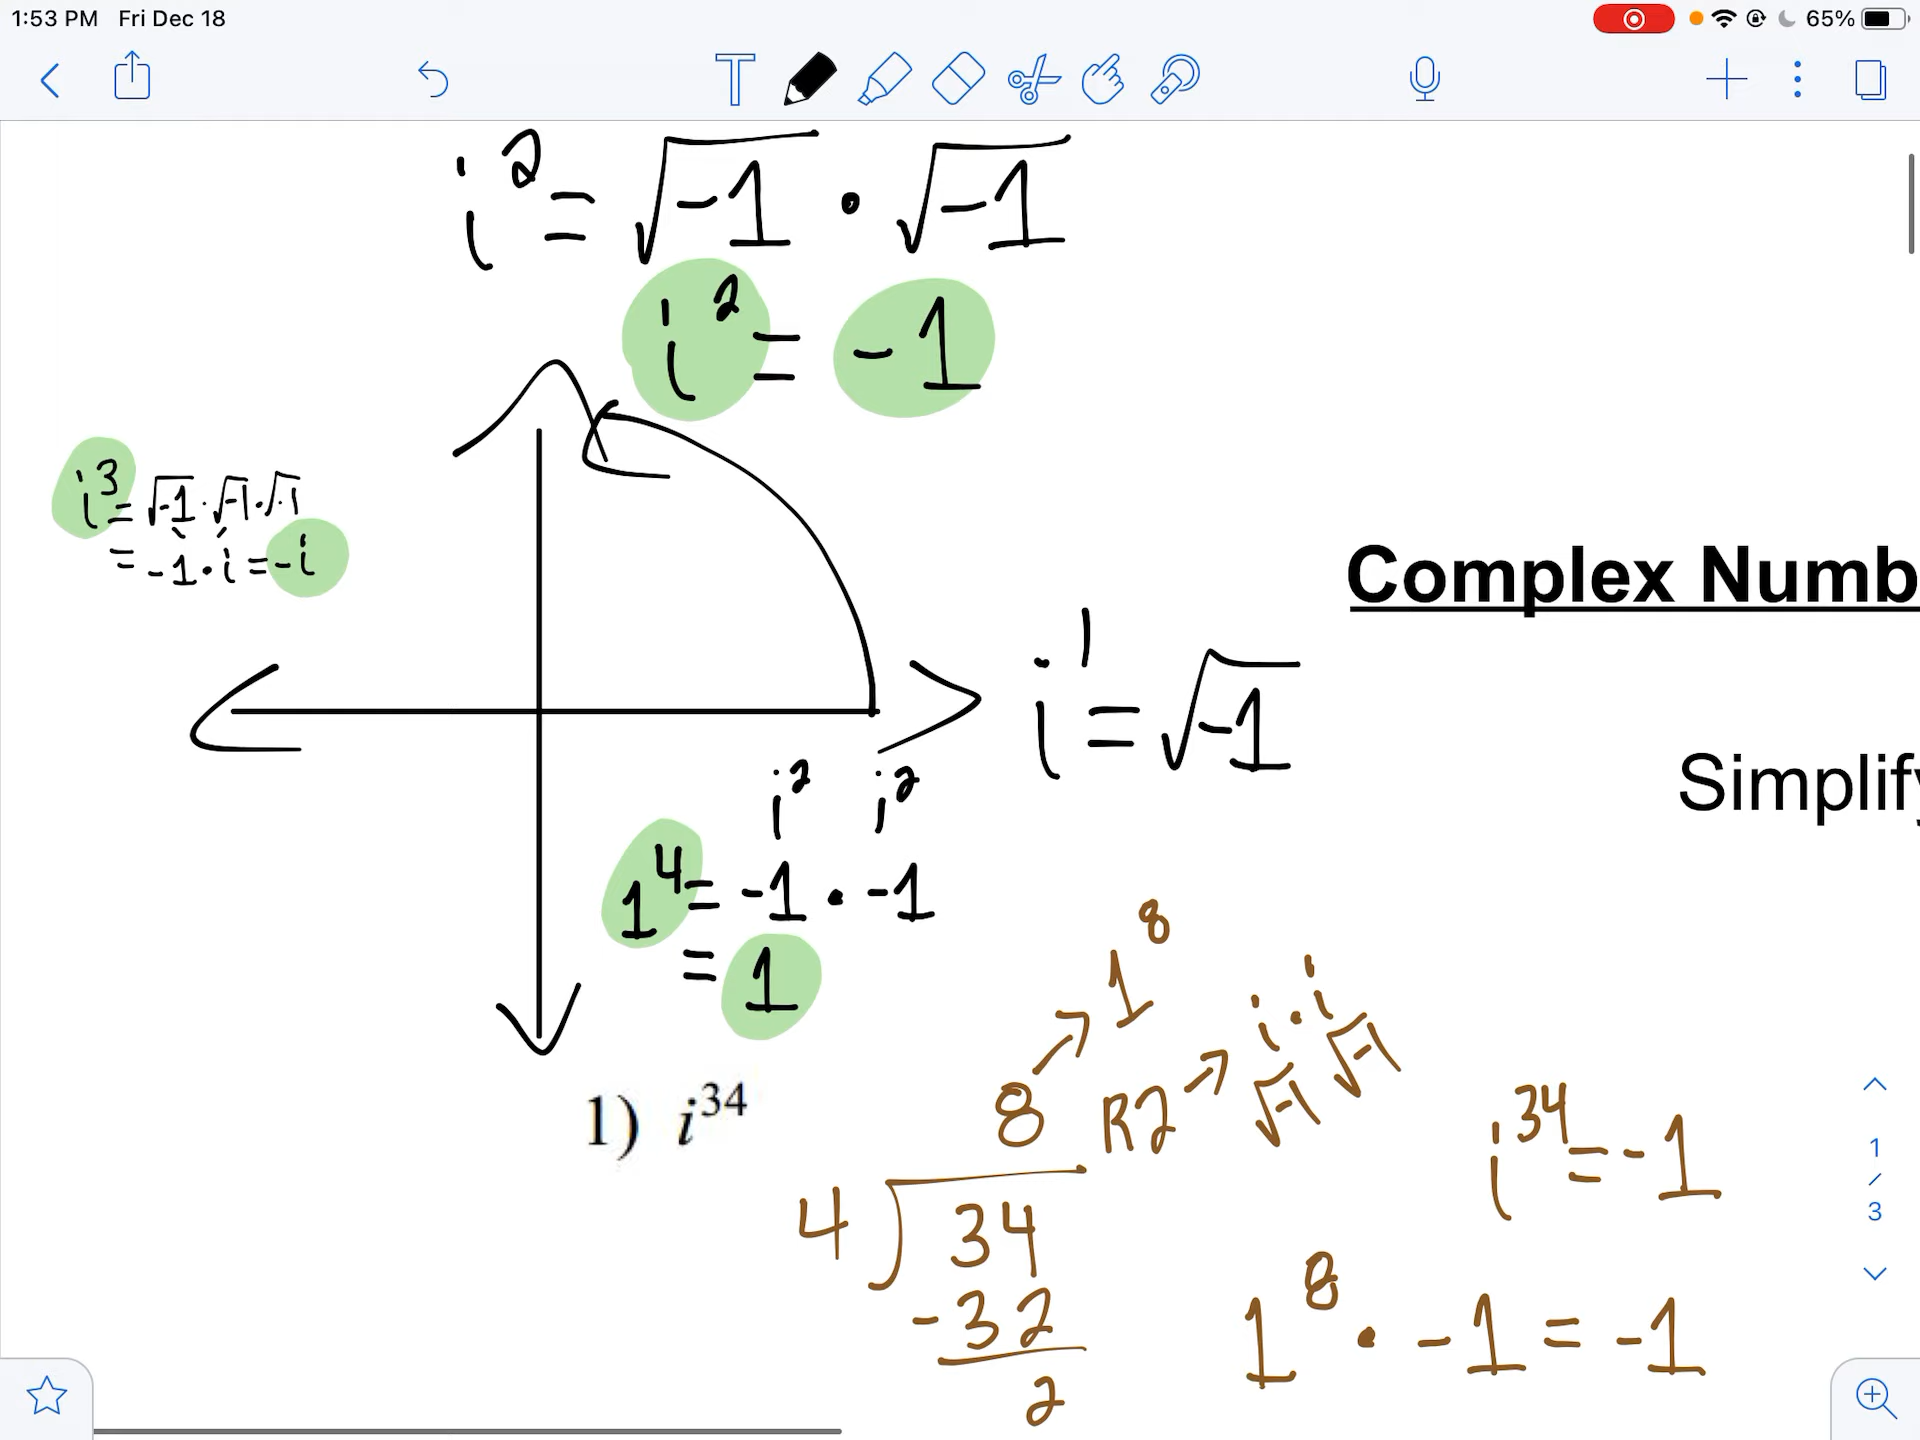 1:53 PM Fri Dec 18
65%
i² = √-1 · √-1
i² = -1
i³ = √-1 · √-1 · √-1
= -1 · i = -i
i¹ = √-1
Complex Numb
Simplify
i² i²
1⁴ = -1 · -1
= 1
1) i³⁴
1⁸
i · i
√-1 √-1
8 R2
4 34
-32
2
i³⁴ = -1
1⁸ · -1 = -1
1
/
3